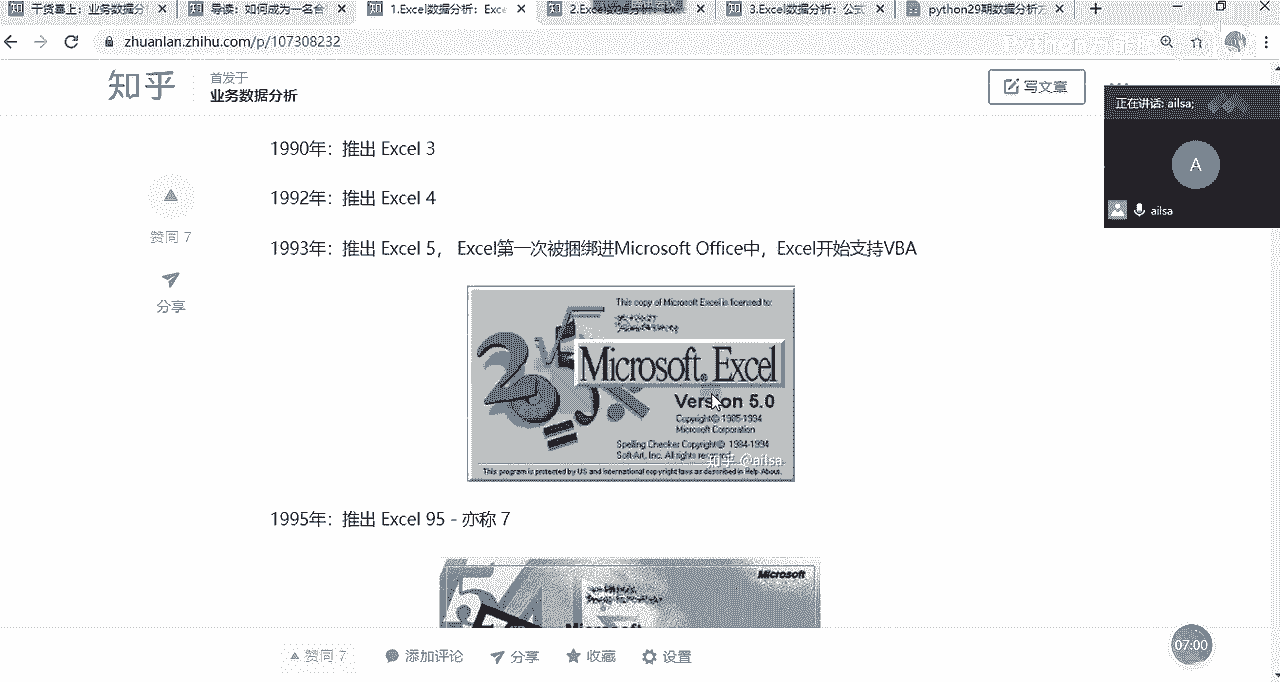 干货靠上：业务数据分
导读：如何成为一名合
1.Excel数据分析：Exce
2.Excel数据分析：Exc
3.Excel数据分析：公式
python29期数据分析方
zhuanlan.zhihu.com/p/107308232
知乎
首发于
业务数据分析
写文章
正在讲话: ailsa;
A
ailsa
1990年：推出 Excel 3
1992年：推出 Excel 4
1993年：推出 Excel 5， Excel第一次被捆绑进Microsoft Office中，Excel开始支持VBA
赞同 7
分享
This copy of Microsoft Excel is licensed to:
Microsoft Excel
Version 5.0
Copyright© 1985-1994
Microsoft Corporation
Spelling Checker Copyright© 1984-1994
Soft-Art, Inc. All rights
知乎 @ailsa
This program is protected by US and international copyright laws as described in Help About.
1995年：推出 Excel 95 - 亦称 7
Microsoft
赞同 7
添加评论
分享
收藏
设置
07:00